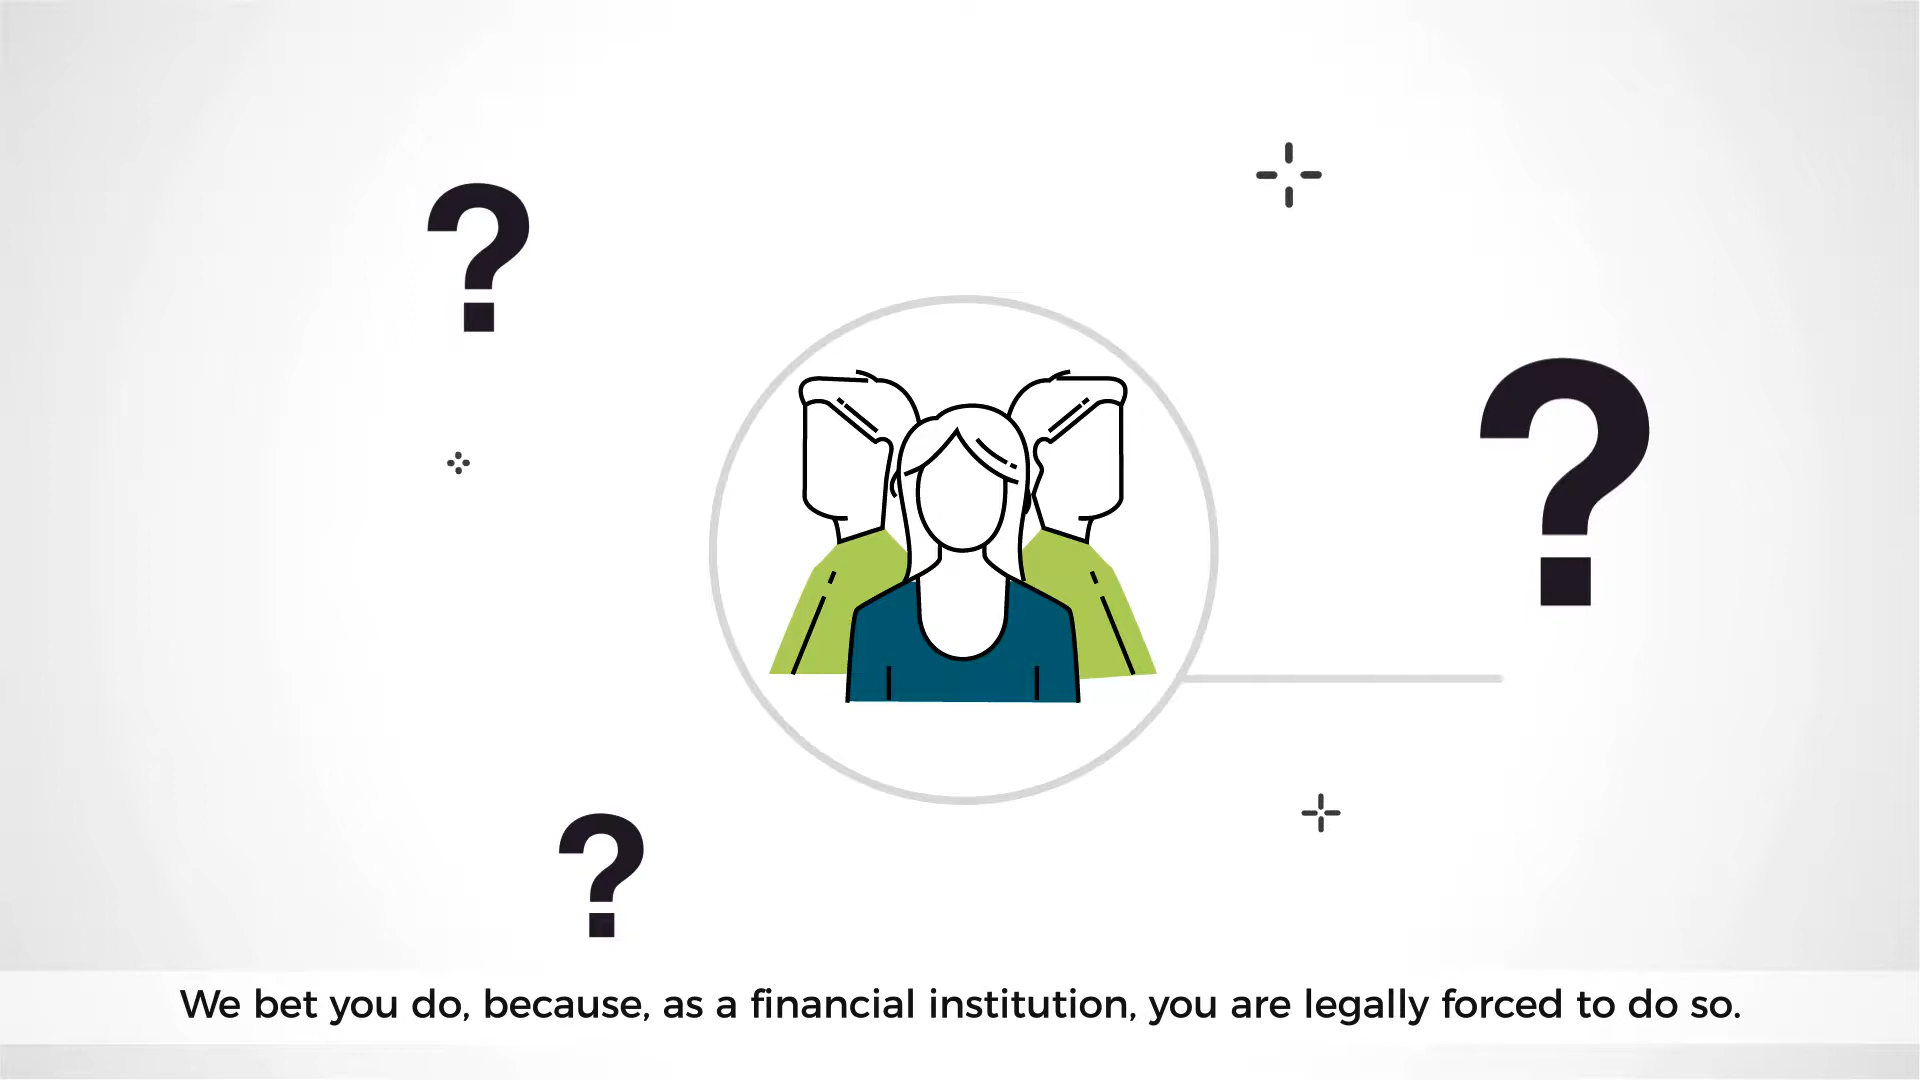 ?
?
?
We bet you do, because, as a financial institution, you are legally forced to do so.